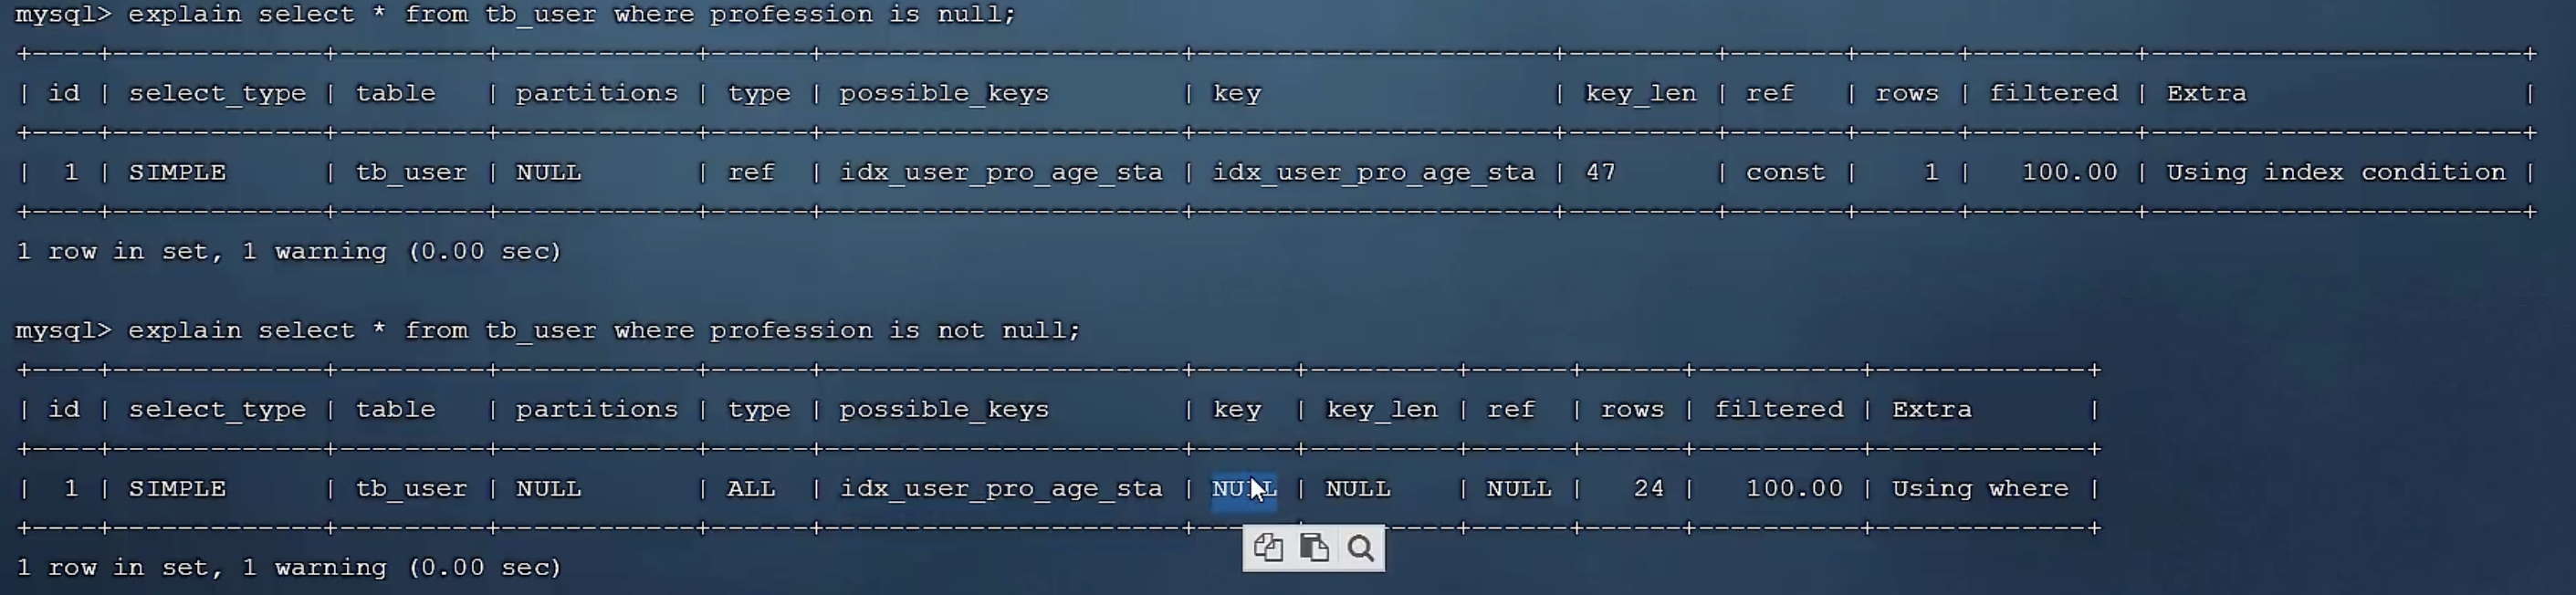 mysql> explain select * from tb_user where profession is null;
+----+-------------+---------+------------+------+----------------------+----------------------+---------+-------+------+----------+-----------------------+
| id | select_type | table   | partitions | type | possible_keys        | key                  | key_len | ref   | rows | filtered | Extra                 |
+----+-------------+---------+------------+------+----------------------+----------------------+---------+-------+------+----------+-----------------------+
|  1 | SIMPLE      | tb_user | NULL       | ref  | idx_user_pro_age_sta | idx_user_pro_age_sta | 47      | const |    1 |   100.00 | Using index condition |
+----+-------------+---------+------------+------+----------------------+----------------------+---------+-------+------+----------+-----------------------+
1 row in set, 1 warning (0.00 sec)
mysql> explain select * from tb_user where profession is not null;
+----+-------------+---------+------------+------+----------------------+------+---------+------+------+----------+-------------+
| id | select_type | table   | partitions | type | possible_keys        | key  | key_len | ref  | rows | filtered | Extra       |
+----+-------------+---------+------------+------+----------------------+------+---------+------+------+----------+-------------+
|  1 | SIMPLE      | tb_user | NULL       | ALL  | idx_user_pro_age_sta | NULL | NULL    | NULL |   24 |   100.00 | Using where |
+----+-------------+---------+------------+------+----------------------+------+---------+------+------+----------+-------------+
1 row in set, 1 warning (0.00 sec)